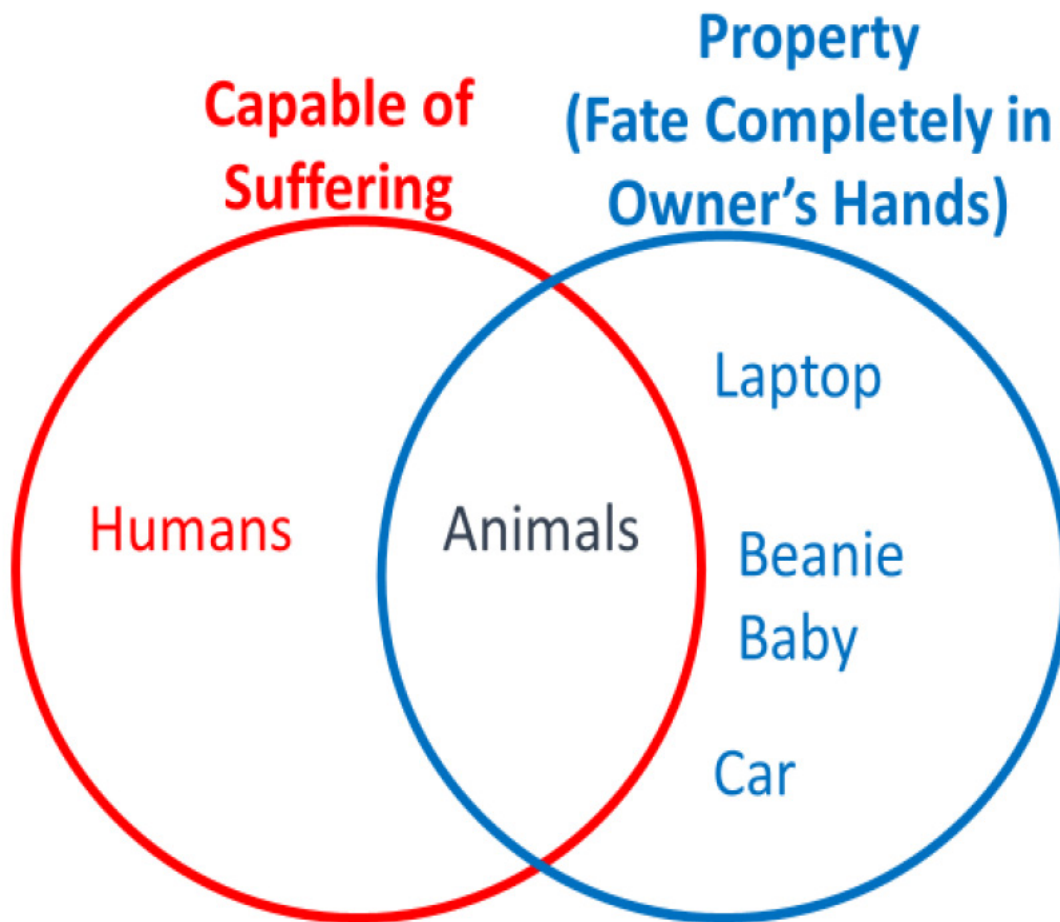 Capable of
Suffering
Property
(Fate Completely in
Owner's Hands)
Humans
Animals
Laptop
Beanie
Baby
Car